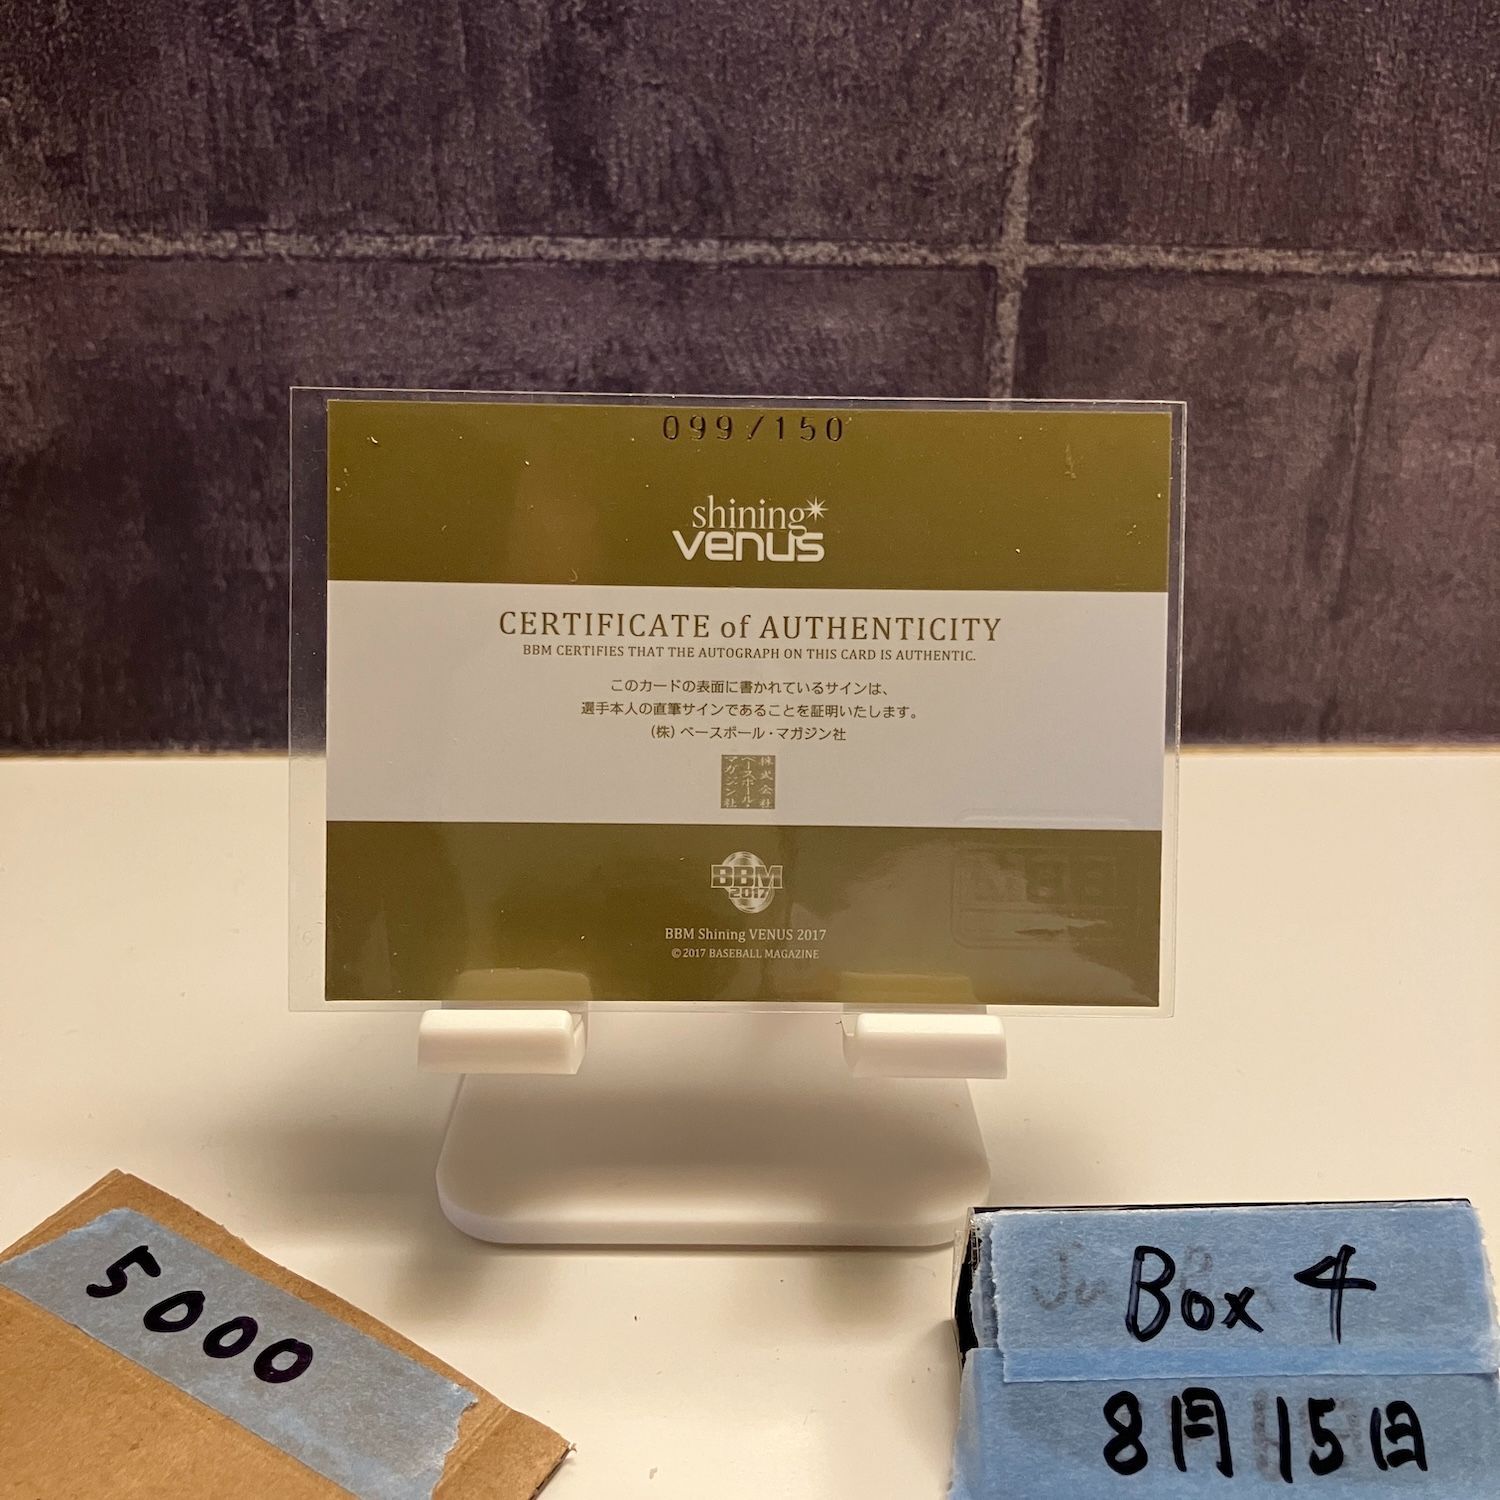 099/150
shining
venus
CERTIFICATE of AUTHENTICITY
BBM CERTIFIES THAT THE AUTOGRAPH ON THIS CARD IS AUTHENTIC.
このカードの表面に書かれているサインは、
選手本人の直筆サインであることを証明いたします。
(株)ベースボール・マガジン社
株式会社
ベースボール・
マガジン社
BBM
2017
BBM Shining VENUS 2017
©2017 BASEBALL MAGAZINE
BBM
5000
Box 4
8月15日